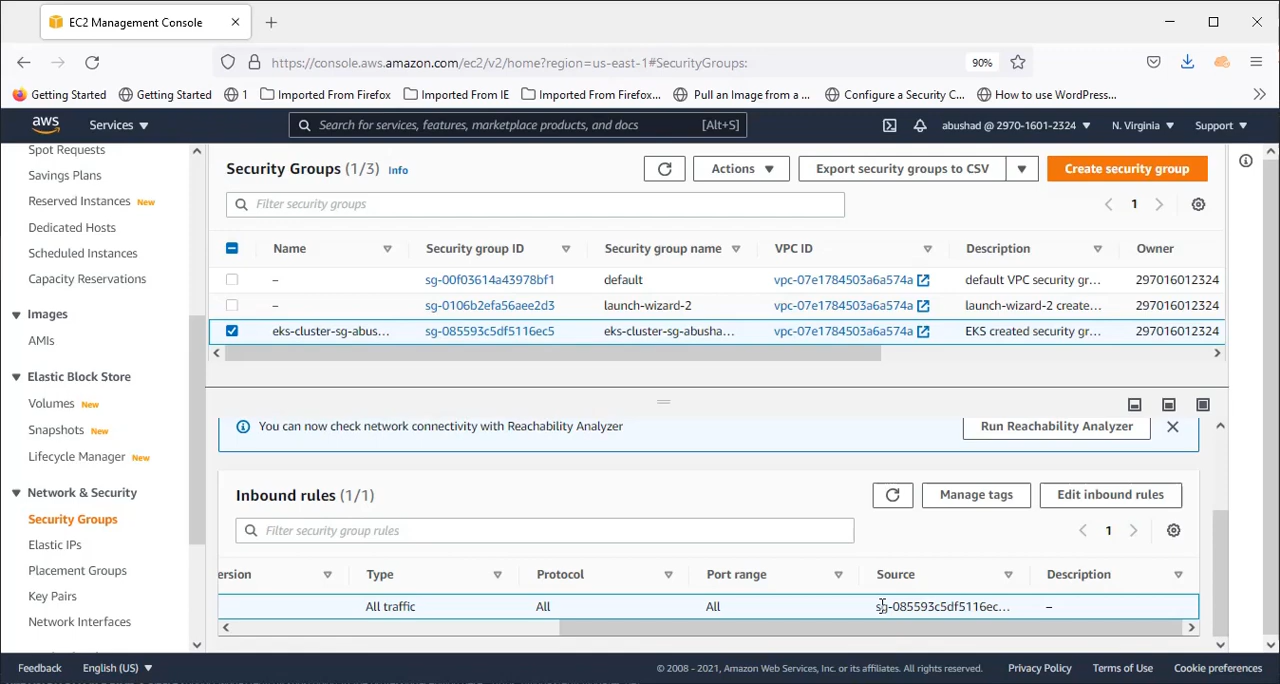 EC2 Management Console
https://console.aws.amazon.com/ec2/v2/home?region=us-east-1#SecurityGroups:
90%
Getting Started
Getting Started
1
Imported From Firefox
Imported From IE
Imported From Firefox...
Pull an Image from a ...
Configure a Security C...
How to use WordPress...
aws
Services
Search for services, features, marketplace products, and docs
[Alt+S]
abushad @ 2970-1601-2324
N. Virginia
Support
Spot Requests
Savings Plans
Reserved Instances New
Dedicated Hosts
Scheduled Instances
Capacity Reservations
Images
AMIs
Elastic Block Store
Volumes New
Snapshots New
Lifecycle Manager New
Network & Security
Security Groups
Elastic IPs
Placement Groups
Key Pairs
Network Interfaces
Security Groups (1/3) Info
Actions
Export security groups to CSV
Create security group
Filter security groups
1
Name Security group ID Security group name VPC ID Description Owner
– sg-00f03614a43978bf1 default vpc-07e1784503a6a574a default VPC security gr... 297016012324
– sg-0106b2efa56aee2d3 launch-wizard-2 vpc-07e1784503a6a574a launch-wizard-2 create... 297016012324
eks-cluster-sg-abus... sg-085593c5df5116ec5 eks-cluster-sg-abusha... vpc-07e1784503a6a574a EKS created security gr... 297016012324
You can now check network connectivity with Reachability Analyzer
Run Reachability Analyzer
Inbound rules (1/1)
Manage tags
Edit inbound rules
Filter security group rules
1
ersion Type Protocol Port range Source Description
All traffic All All sg-085593c5df5116ec... –
Feedback
English (US)
© 2008 - 2021, Amazon Web Services, Inc. or its affiliates. All rights reserved.
Privacy Policy
Terms of Use
Cookie preferences